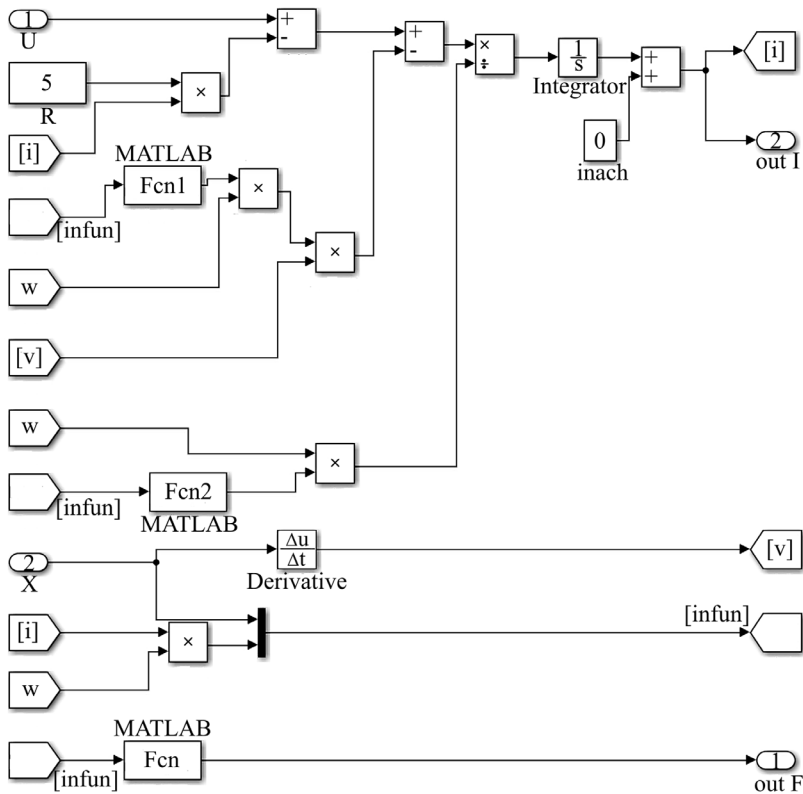 1
U
+
-
+
-
×
÷
1
s
Integrator
+
+
[i]
5
R
×
0
inach
2
out I
[i]
MATLAB
Fcn1
×
[infun]
×
w
[v]
w
×
Fcn2
[infun]
MATLAB
2
X
Δu
Δt
Derivative
[v]
[i]
×
[infun]
w
MATLAB
Fcn
[infun]
1
out F